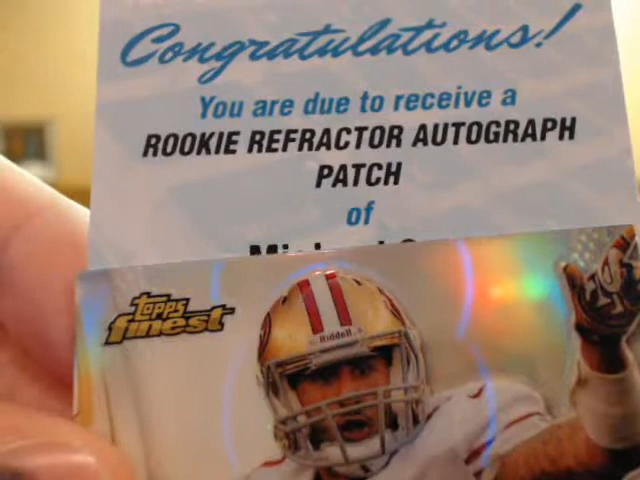 Congratulations!
You are due to receive a
ROOKIE REFRACTOR AUTOGRAPH
PATCH
of
Topps
finest
Riddell